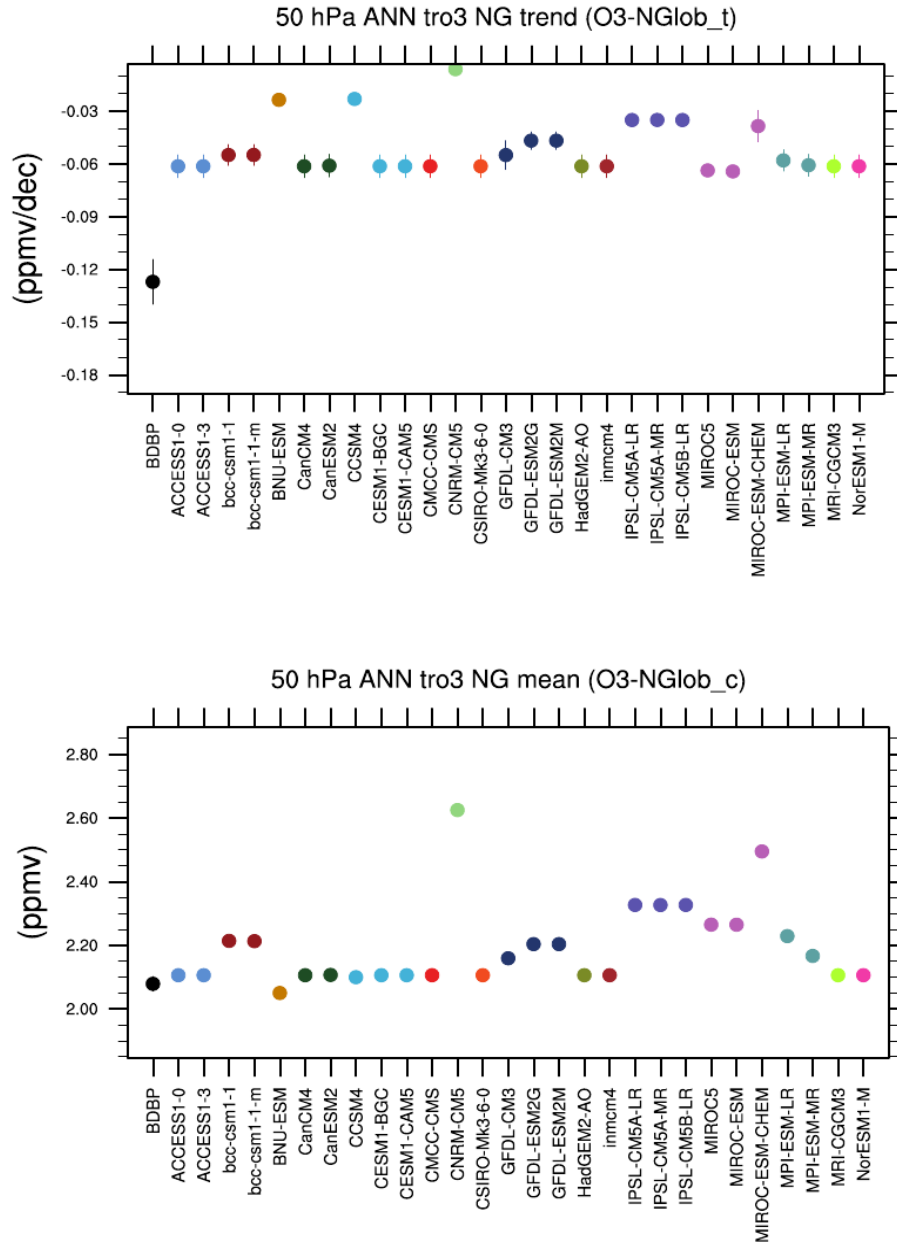 50 hPa ANN tro3 NG trend (O3-NGlob_t)
(ppmv/dec)
-0.03
-0.06
-0.09
-0.12
-0.15
-0.18
BDBP
ACCESS1-0
ACCESS1-3
bcc-csm1-1
bcc-csm1-1-m
BNU-ESM
CanCM4
CanESM2
CCSM4
CESM1-BGC
CESM1-CAM5
CMCC-CMS
CNRM-CM5
CSIRO-Mk3-6-0
GFDL-CM3
GFDL-ESM2G
GFDL-ESM2M
HadGEM2-AO
inmcm4
IPSL-CM5A-LR
IPSL-CM5A-MR
IPSL-CM5B-LR
MIROC5
MIROC-ESM
MIROC-ESM-CHEM
MPI-ESM-LR
MPI-ESM-MR
MRI-CGCM3
NorESM1-M
50 hPa ANN tro3 NG mean (O3-NGlob_c)
(ppmv)
2.80
2.60
2.40
2.20
2.00
BDBP
ACCESS1-0
ACCESS1-3
bcc-csm1-1
bcc-csm1-1-m
BNU-ESM
CanCM4
CanESM2
CCSM4
CESM1-BGC
CESM1-CAM5
CMCC-CMS
CNRM-CM5
CSIRO-Mk3-6-0
GFDL-CM3
GFDL-ESM2G
GFDL-ESM2M
HadGEM2-AO
inmcm4
IPSL-CM5A-LR
IPSL-CM5A-MR
IPSL-CM5B-LR
MIROC5
MIROC-ESM
MIROC-ESM-CHEM
MPI-ESM-LR
MPI-ESM-MR
MRI-CGCM3
NorESM1-M